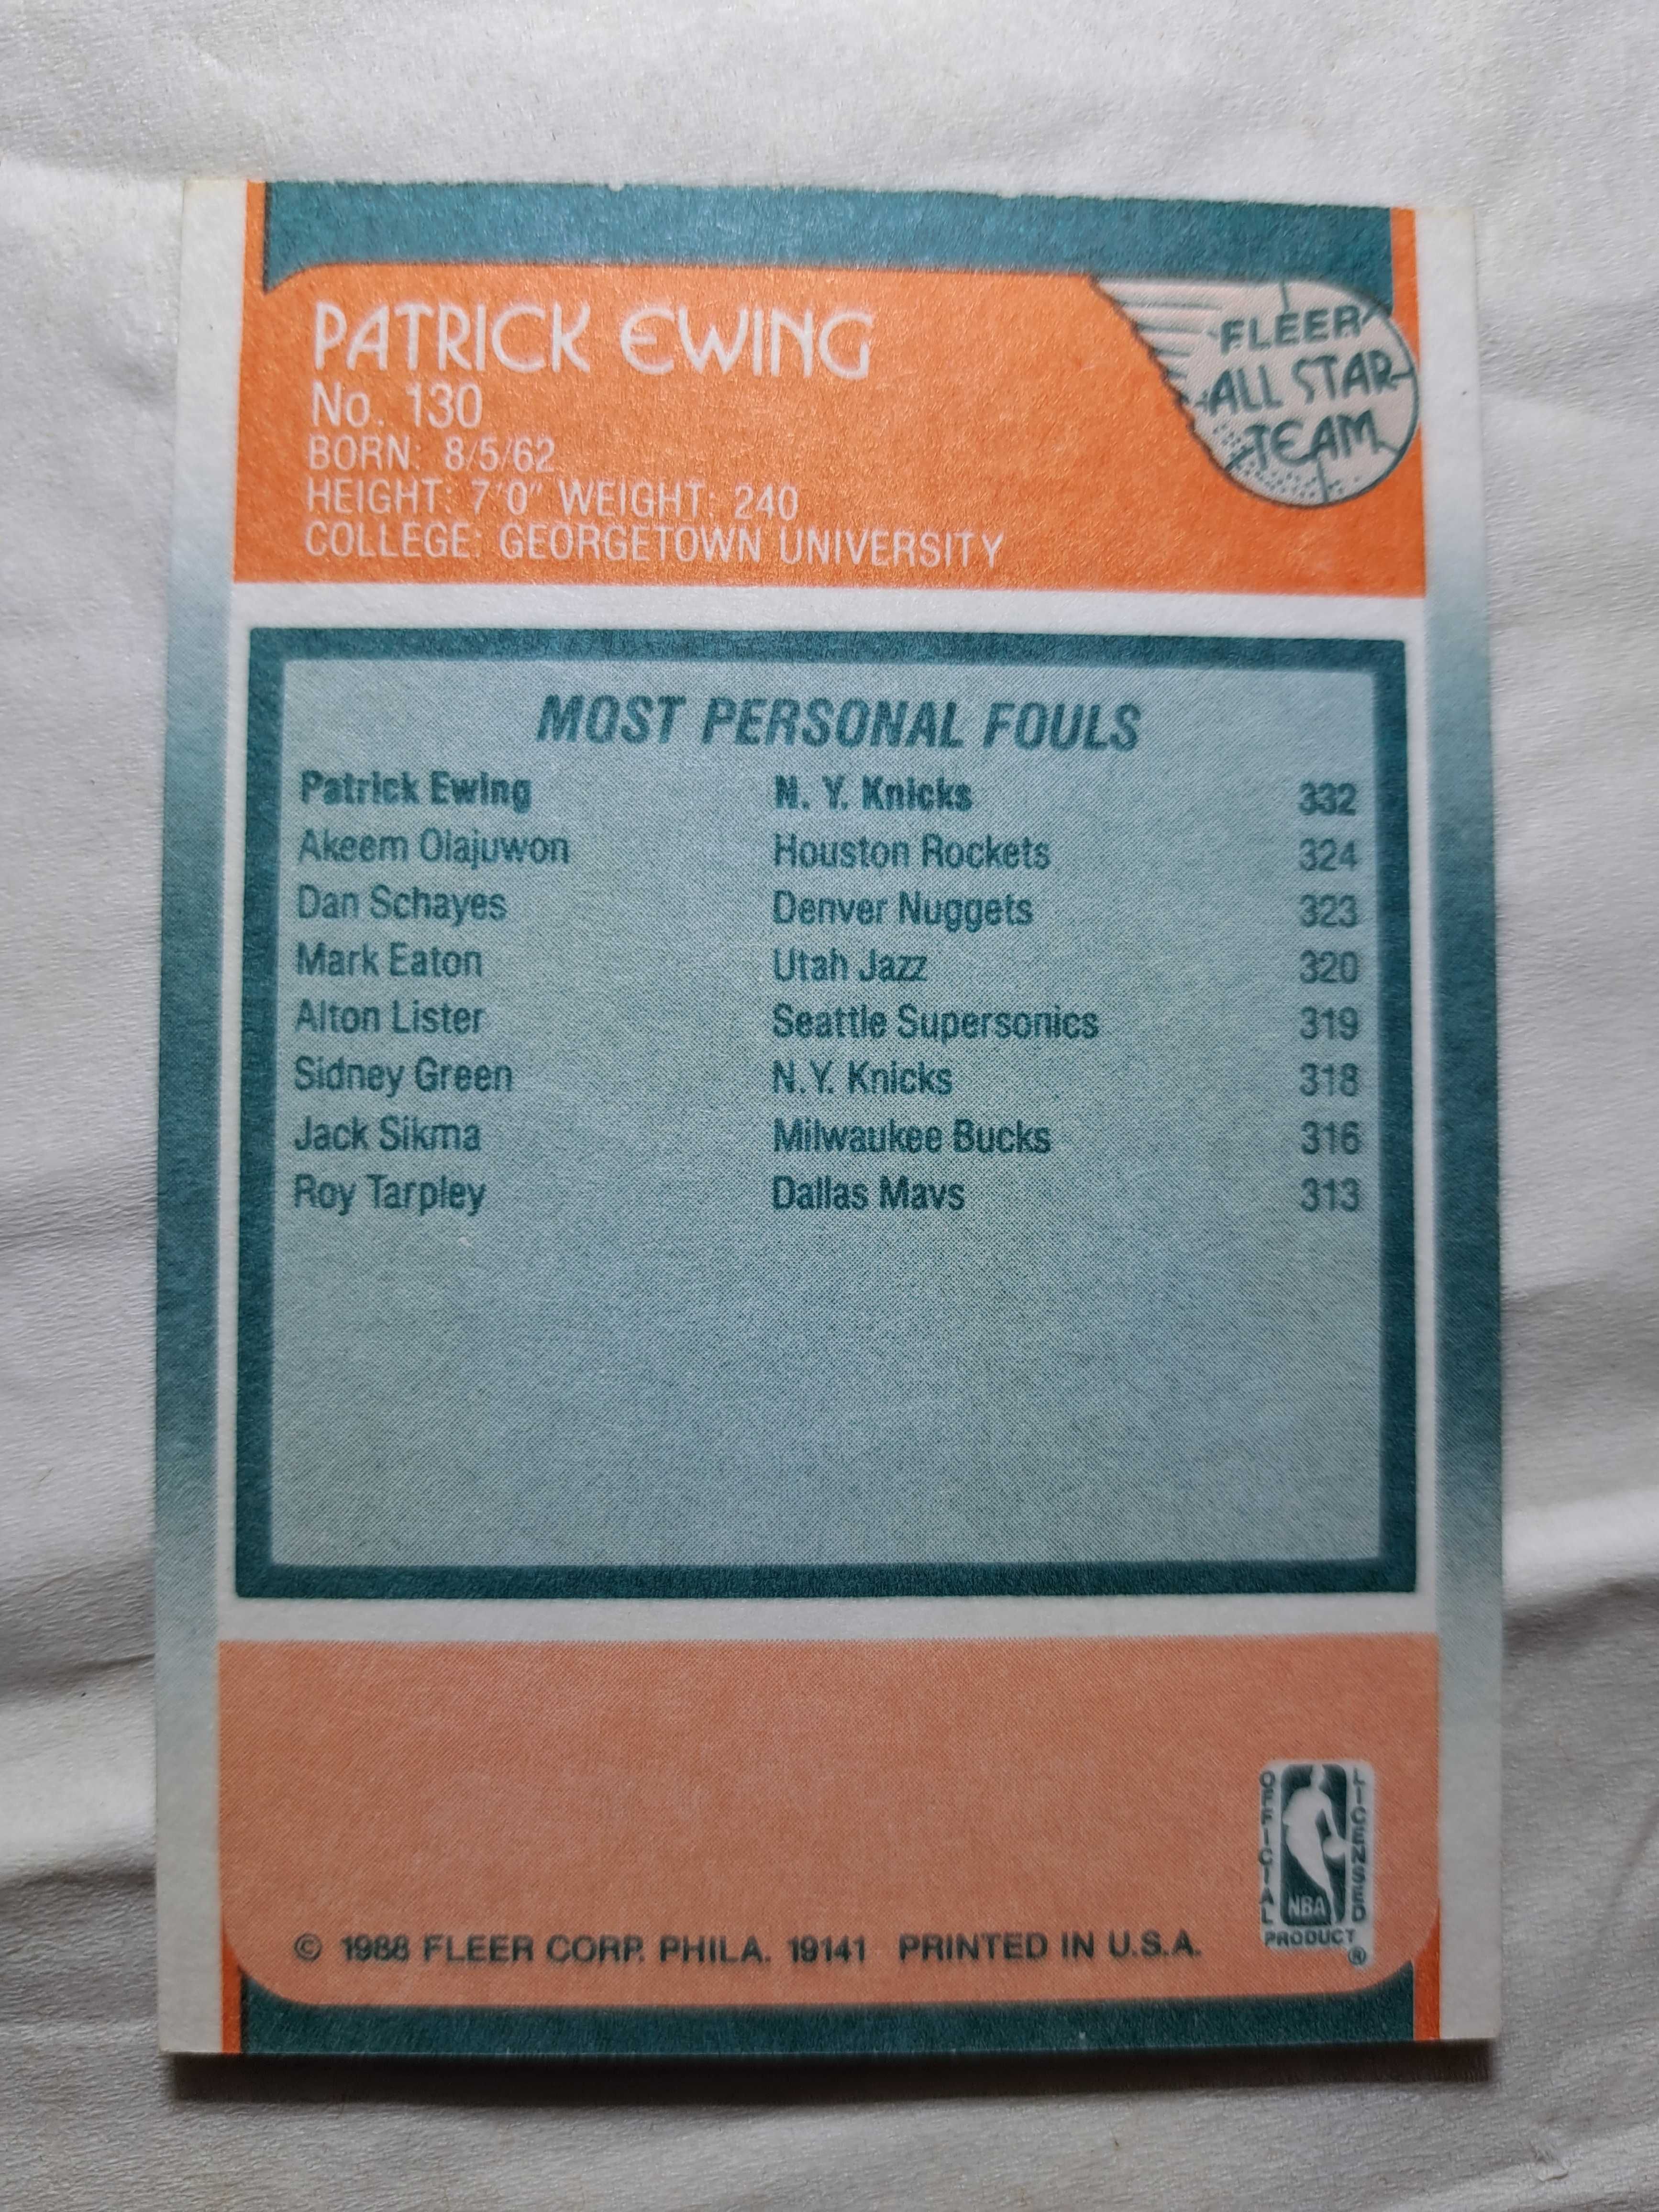 PATRICK EWING
No. 130
BORN: 8/5/62
HEIGHT: 7'0" WEIGHT: 240
COLLEGE: GEORGETOWN UNIVERSITY
FLEER
ALL STAR
TEAM
MOST PERSONAL FOULS
Patrick Ewing N. Y. Knicks 332
Akeem Olajuwon Houston Rockets 324
Dan Schayes Denver Nuggets 323
Mark Eaton Utah Jazz 320
Alton Lister Seattle Supersonics 319
Sidney Green N.Y. Knicks 318
Jack Sikma Milwaukee Bucks 316
Roy Tarpley Dallas Mavs 313
OFFICIAL
NBA
LICENSED
PRODUCT
®
© 1988 FLEER CORP. PHILA. 19141 PRINTED IN U.S.A.